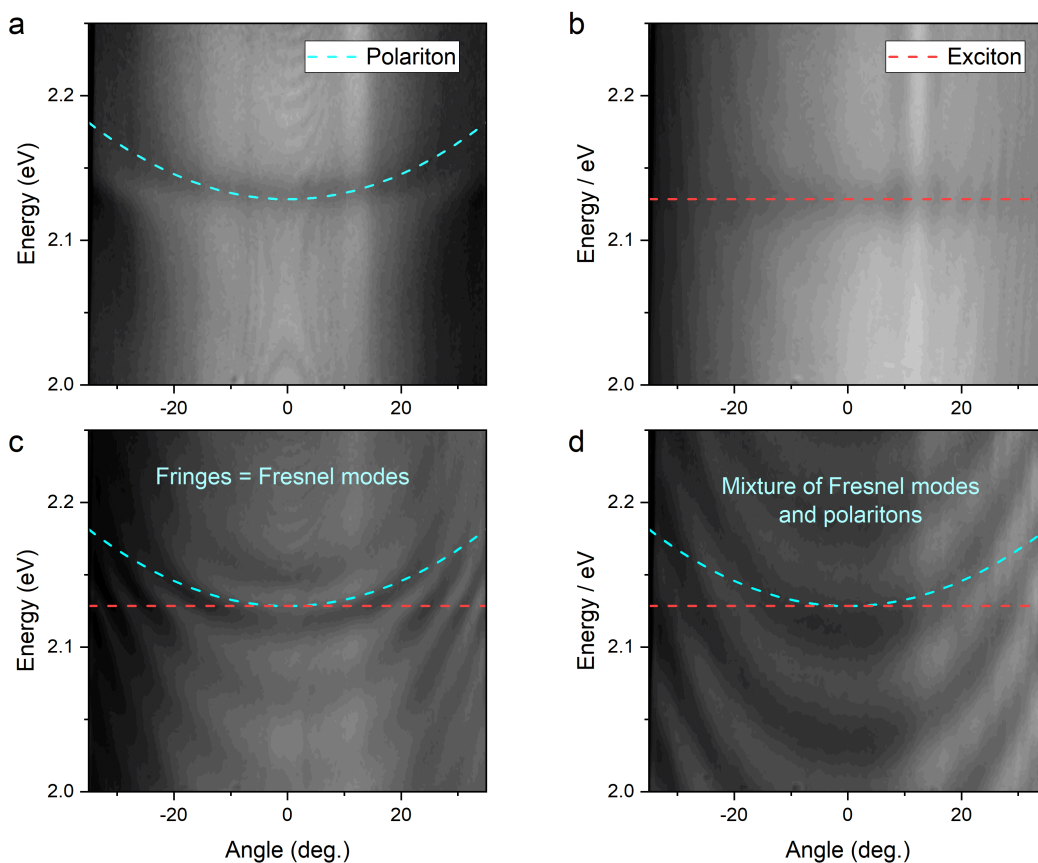 a
Polariton
2.2
2.1
2.0
Energy (eV)
-20 0 20
b
Exciton
2.2
2.1
2.0
Energy / eV
-20 0 20
c
Fringes = Fresnel modes
2.2
2.1
2.0
Energy (eV)
-20 0 20
Angle (deg.)
d
Mixture of Fresnel modes
and polaritons
2.2
2.1
2.0
Energy / eV
-20 0 20
Angle (deg.)